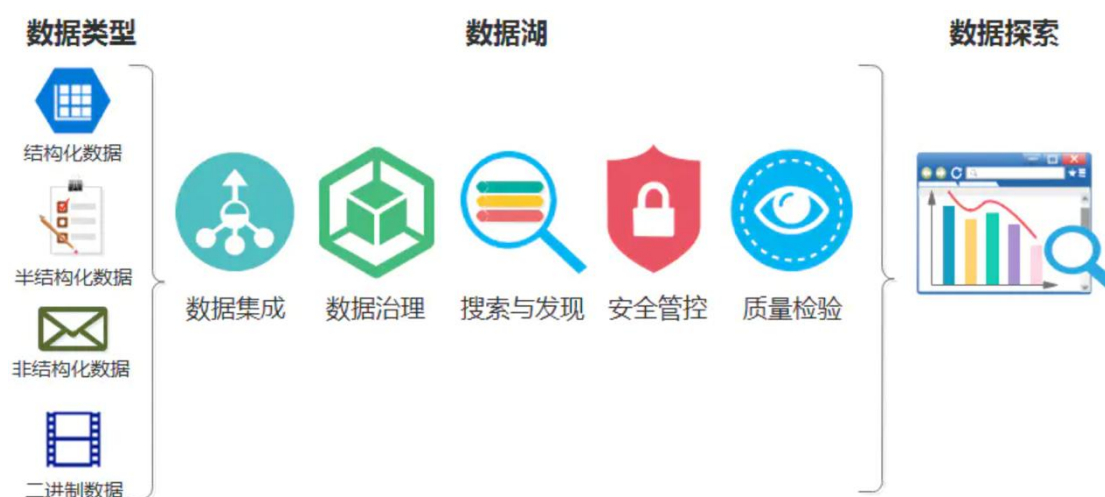 数据类型
数据湖
数据探索
结构化数据
半结构化数据
非结构化数据
二进制数据
数据集成
数据治理
搜索与发现
安全管控
质量检验